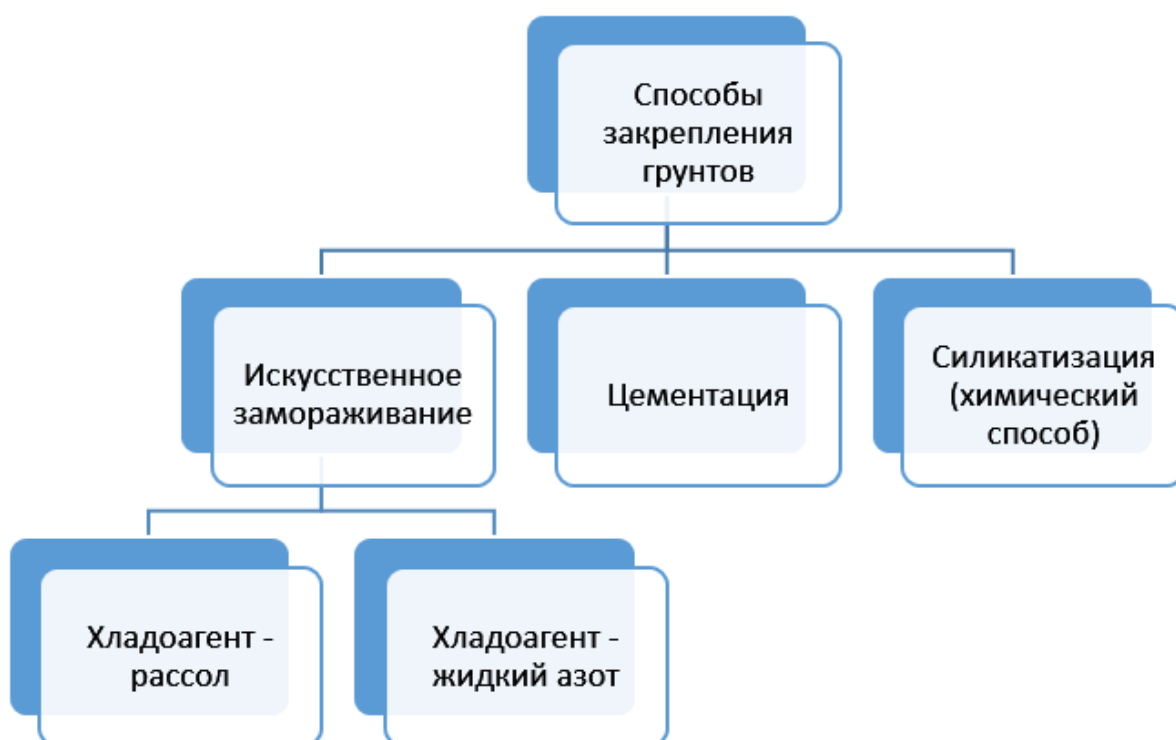 Способы
закрепления
грунтов
Искусственное
замораживание
Цементация
Силикатизация
(химический
способ)
Хладоагент -
рассол
Хладоагент -
жидкий азот